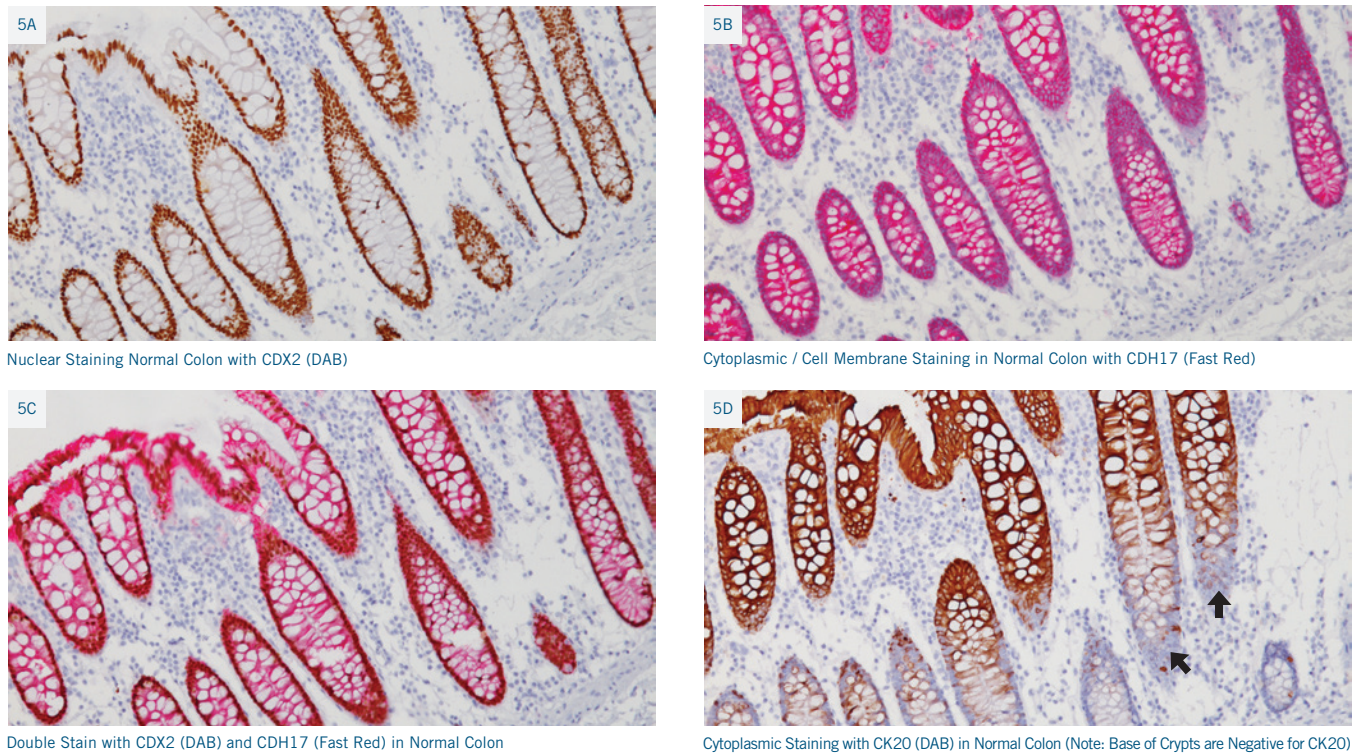 5A
5B
Nuclear Staining Normal Colon with CDX2 (DAB)
Cytoplasmic / Cell Membrane Staining in Normal Colon with CDH17 (Fast Red)
5C
5D
Double Stain with CDX2 (DAB) and CDH17 (Fast Red) in Normal Colon
Cytoplasmic Staining with CK20 (DAB) in Normal Colon (Note: Base of Crypts are Negative for CK20)